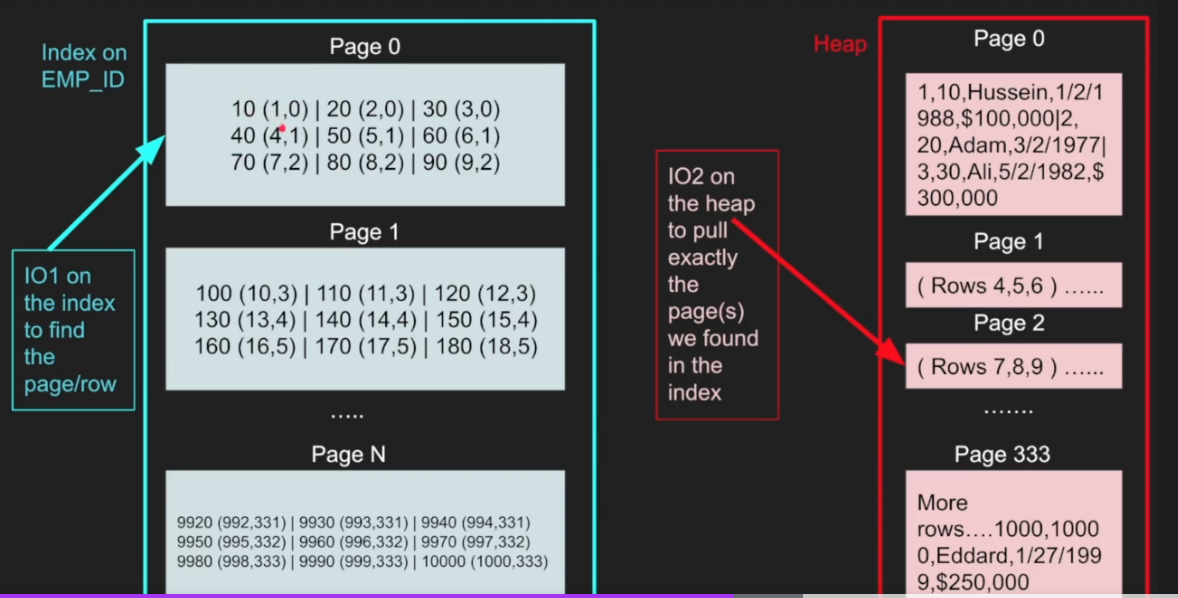 Index on
EMP_ID
Page 0
10 (1,0) | 20 (2,0) | 30 (3,0)
40 (4,1) | 50 (5,1) | 60 (6,1)
70 (7,2) | 80 (8,2) | 90 (9,2)
Page 1
100 (10,3) | 110 (11,3) | 120 (12,3)
130 (13,4) | 140 (14,4) | 150 (15,4)
160 (16,5) | 170 (17,5) | 180 (18,5)
.....
Page N
9920 (992,331) | 9930 (993,331) | 9940 (994,331)
9950 (995,332) | 9960 (996,332) | 9970 (997,332)
9980 (998,333) | 9990 (999,333) | 10000 (1000,333)
IO1 on
the index
to find
the
page/row
IO2 on
the heap
to pull
exactly
the
page(s)
we found
in the
index
Heap
Page 0
1,10,Hussein,1/2/1
988,$100,000|2,
20,Adam,3/2/1977|
3,30,Ali,5/2/1982,$
300,000
Page 1
( Rows 4,5,6 ) ......
Page 2
( Rows 7,8,9 ) ......
.......
Page 333
More
rows....1000,1000
0,Eddard,1/27/199
9,$250,000